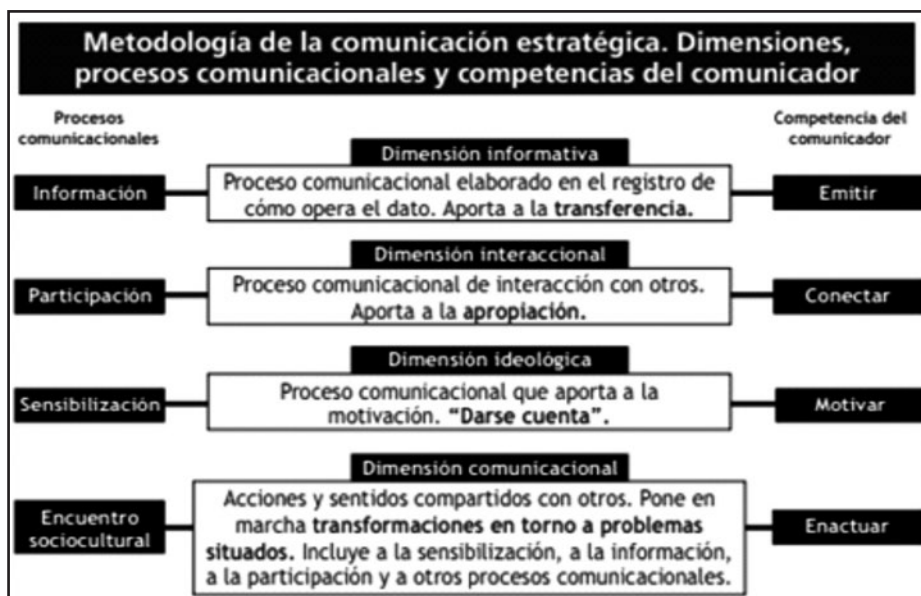 Metodología de la comunicación estratégica. Dimensiones,
procesos comunicacionales y competencias del comunicador
Procesos
comunicacionales
Competencia del
comunicador
Dimensión informativa
Información
Proceso comunicacional elaborado en el registro de
cómo opera el dato. Aporta a la transferencia.
Emitir
Dimensión interaccional
Participación
Proceso comunicacional de interacción con otros.
Aporta a la apropiación.
Conectar
Dimensión ideológica
Sensibilización
Proceso comunicacional que aporta a la
motivación. “Darse cuenta”.
Motivar
Dimensión comunicacional
Encuentro
sociocultural
Acciones y sentidos compartidos con otros. Pone en
marcha transformaciones en torno a problemas
situados. Incluye a la sensibilización, a la información,
a la participación y a otros procesos comunicacionales.
Enactuar